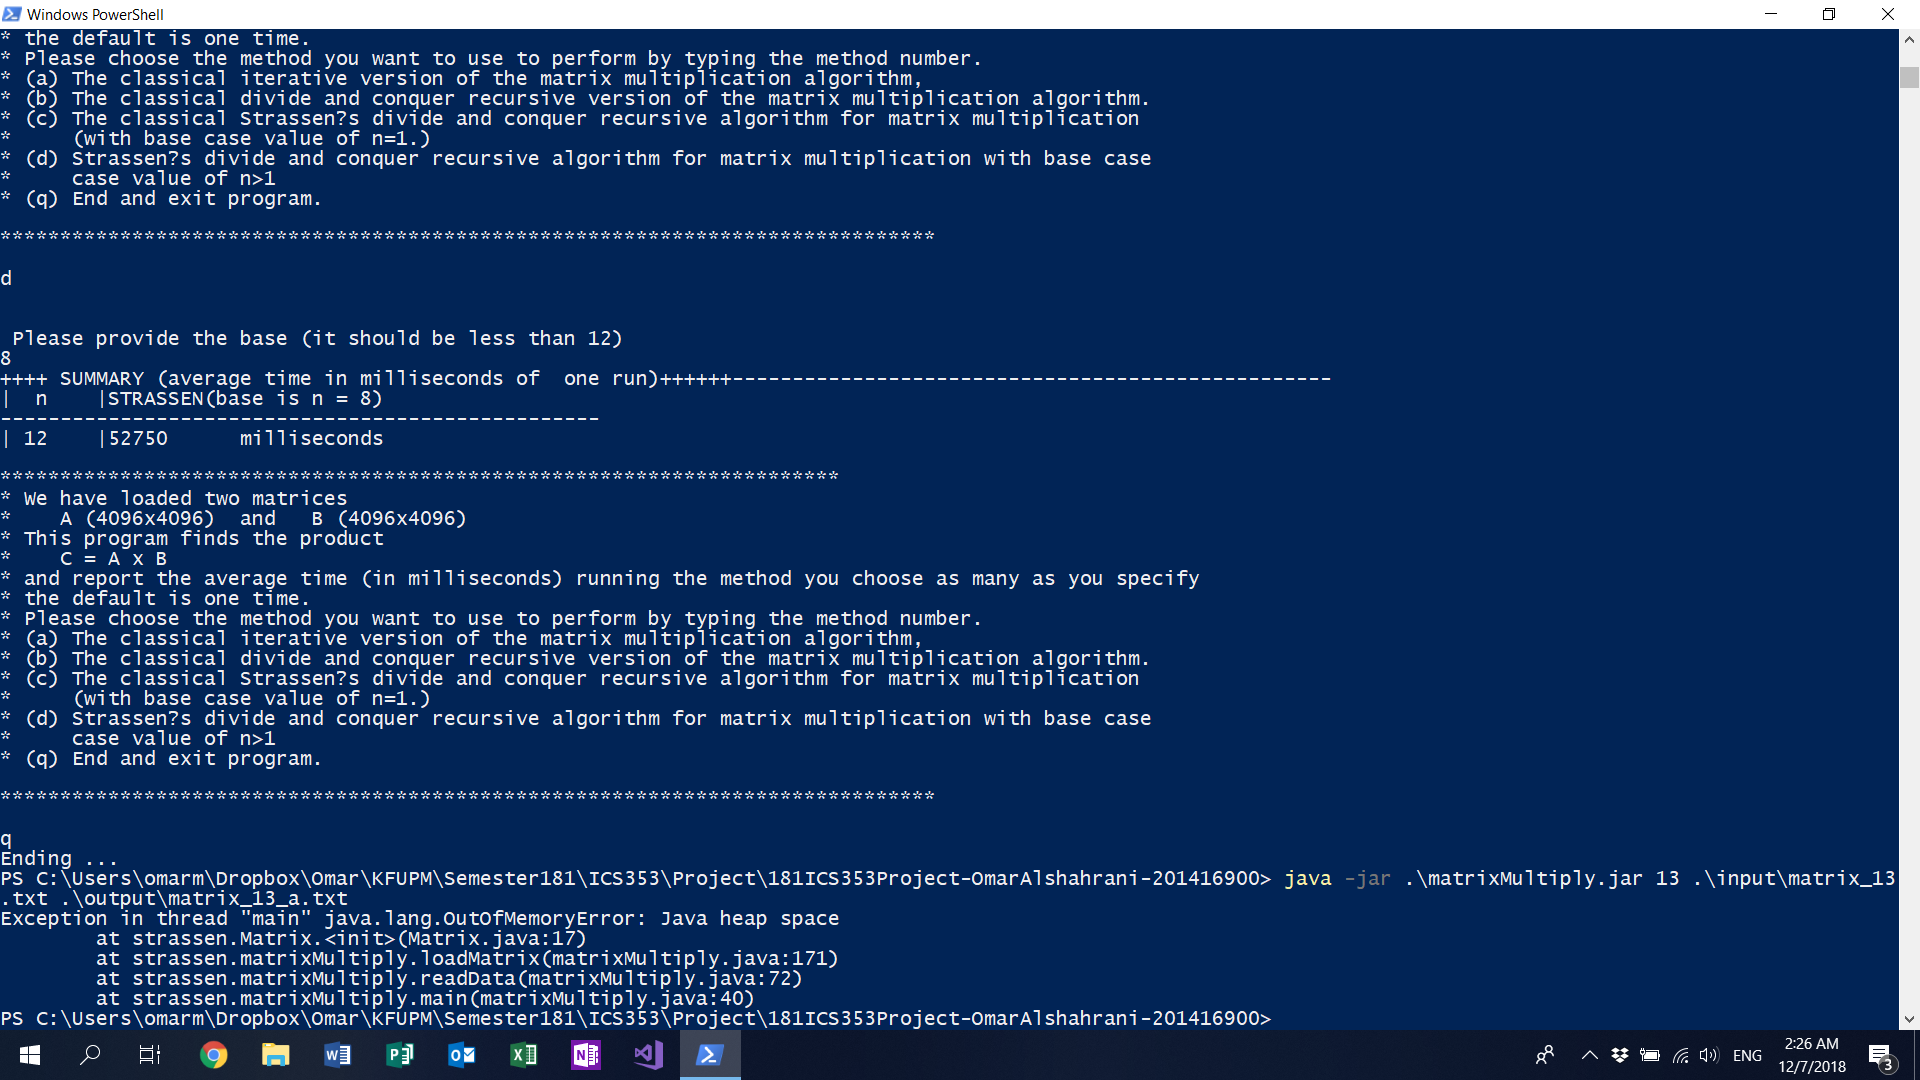 Windows PowerShell
* the default is one time.
* Please choose the method you want to use to perform by typing the method number.
* (a) The classical iterative version of the matrix multiplication algorithm,
* (b) The classical divide and conquer recursive version of the matrix multiplication algorithm.
* (c) The classical Strassen?s divide and conquer recursive algorithm for matrix multiplication
*     (with base case value of n=1.)
* (d) Strassen?s divide and conquer recursive algorithm for matrix multiplication with base case
*     case value of n>1
* (q) End and exit program.
******************************************************************************
d
Please provide the base (it should be less than 12)
8
++++ SUMMARY (average time in milliseconds of  one run)++++++--------------------------------------------------
|  n    |STRASSEN(base is n = 8)
--------------------------------------------------
| 12    |52750      milliseconds
**********************************************************************
* We have loaded two matrices
*    A (4096x4096)  and   B (4096x4096)
* This program finds the product
*    C = A x B
* and report the average time (in milliseconds) running the method you choose as many as you specify
* the default is one time.
* Please choose the method you want to use to perform by typing the method number.
* (a) The classical iterative version of the matrix multiplication algorithm,
* (b) The classical divide and conquer recursive version of the matrix multiplication algorithm.
* (c) The classical Strassen?s divide and conquer recursive algorithm for matrix multiplication
*     (with base case value of n=1.)
* (d) Strassen?s divide and conquer recursive algorithm for matrix multiplication with base case
*     case value of n>1
* (q) End and exit program.
******************************************************************************
q
Ending ...
PS C:\Users\omarm\Dropbox\Omar\KFUPM\Semester181\ICS353\Project\181ICS353Project-OmarAlshahrani-201416900> java -jar .\matrixMultiply.jar 13 .\input\matrix_13
.txt .\output\matrix_13_a.txt
Exception in thread "main" java.lang.OutOfMemoryError: Java heap space
        at strassen.Matrix.<init>(Matrix.java:17)
        at strassen.matrixMultiply.loadMatrix(matrixMultiply.java:171)
        at strassen.matrixMultiply.readData(matrixMultiply.java:72)
        at strassen.matrixMultiply.main(matrixMultiply.java:40)
PS C:\Users\omarm\Dropbox\Omar\KFUPM\Semester181\ICS353\Project\181ICS353Project-OmarAlshahrani-201416900>
ENG
2:26 AM
12/7/2018
3